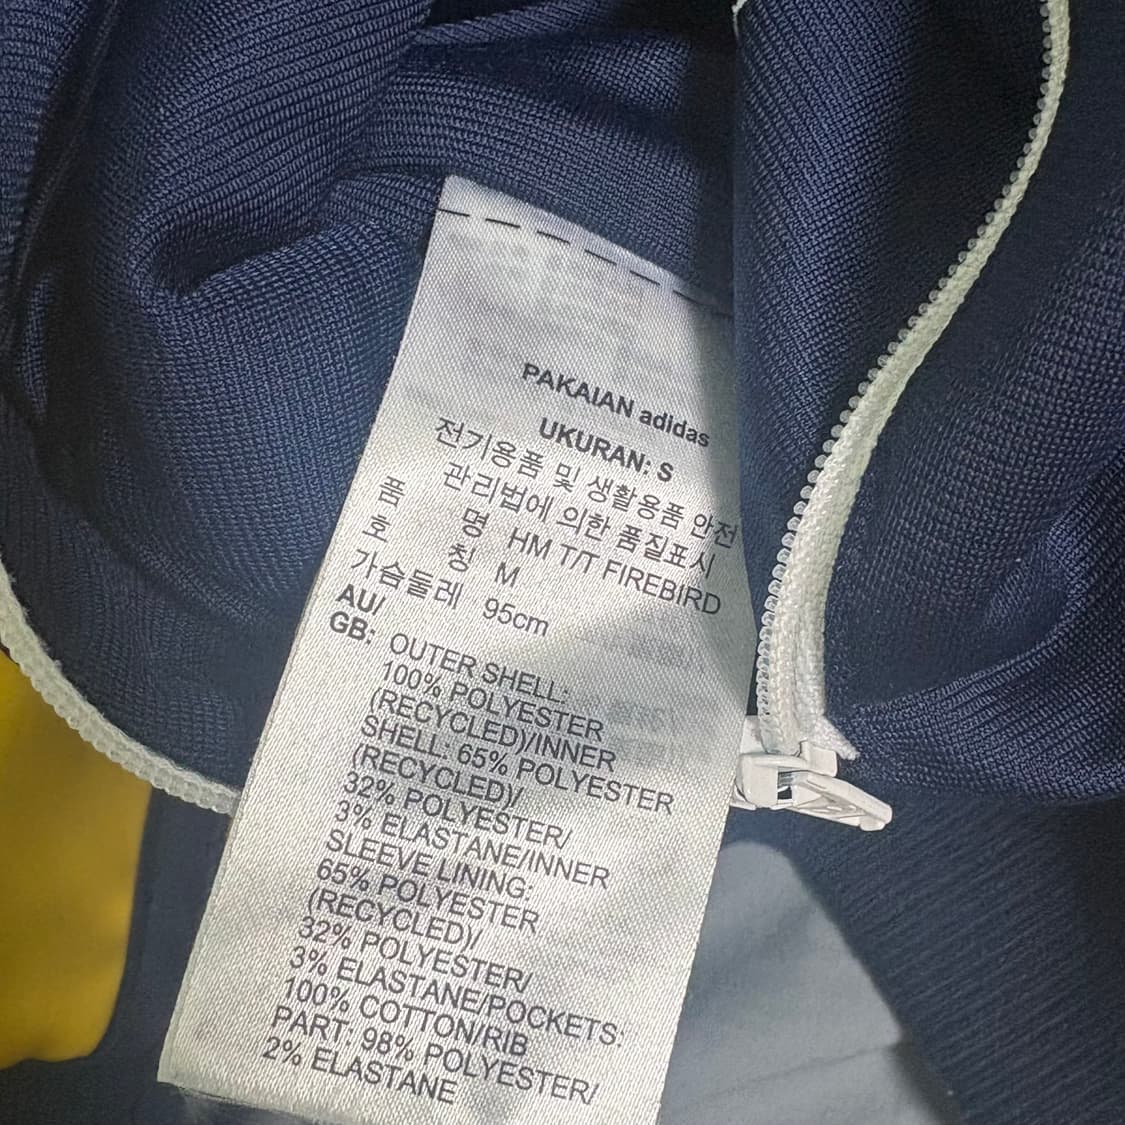 PAKAIAN adidas
UKURAN: S
전기용품 및 생활용품 안전
관리법에 의한 품질표시
품 명 HM T/T FIREBIRD
호 칭 M
가슴둘레 95cm
AU/
GB: OUTER SHELL:
100% POLYESTER
(RECYCLED)/INNER
SHELL: 65% POLYESTER
(RECYCLED)/
32% POLYESTER/
3% ELASTANE/INNER
SLEEVE LINING:
65% POLYESTER
(RECYCLED)/
32% POLYESTER/
3% ELASTANE/POCKETS:
100% COTTON/RIB
PART: 98% POLYESTER/
2% ELASTANE